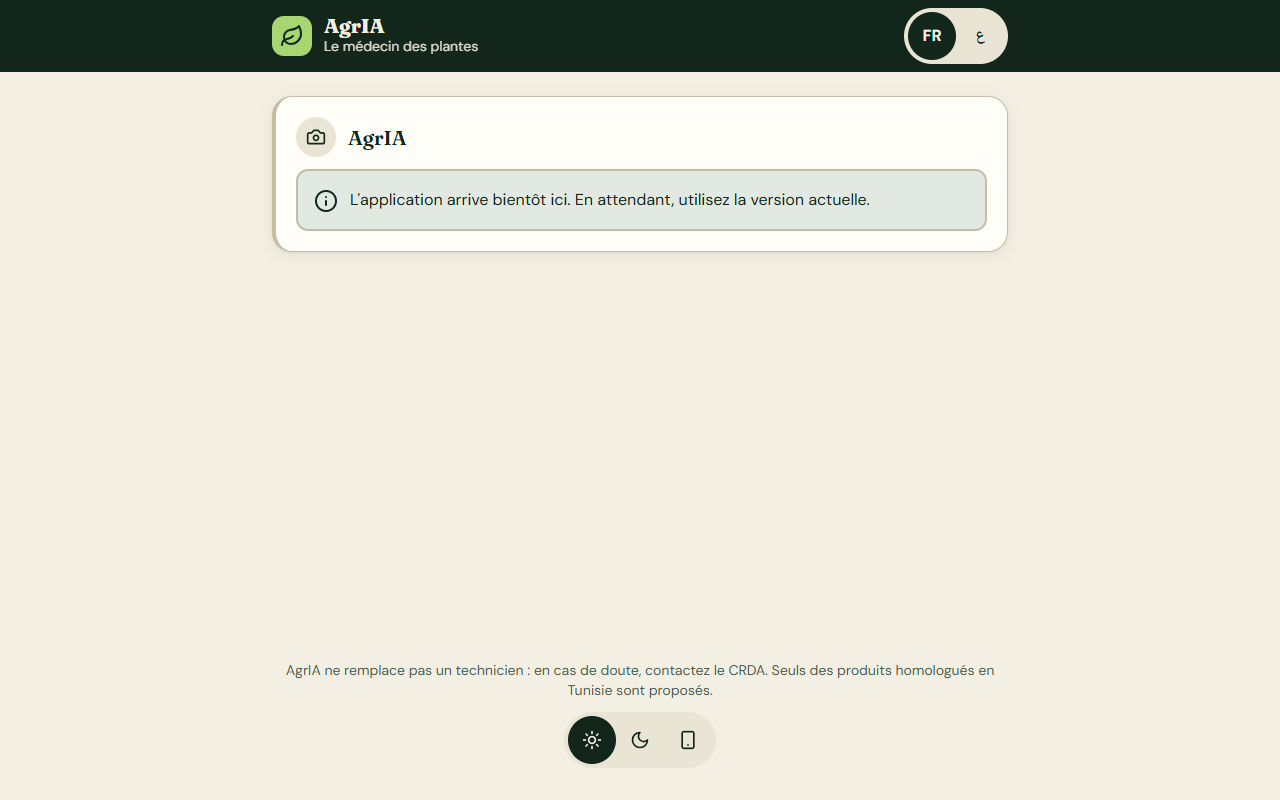 AgrIA
Le médecin des plantes
FR
ع
AgrIA
L'application arrive bientôt ici. En attendant, utilisez la version actuelle.
AgrIA ne remplace pas un technicien : en cas de doute, contactez le CRDA. Seuls des produits homologués en
Tunisie sont proposés.